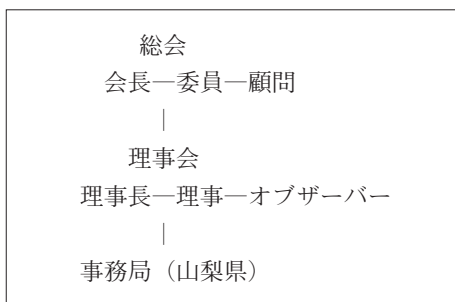 総会
会長―委員―顧問
|
理事会
理事長―理事―オブザーバー
|
事務局（山梨県）